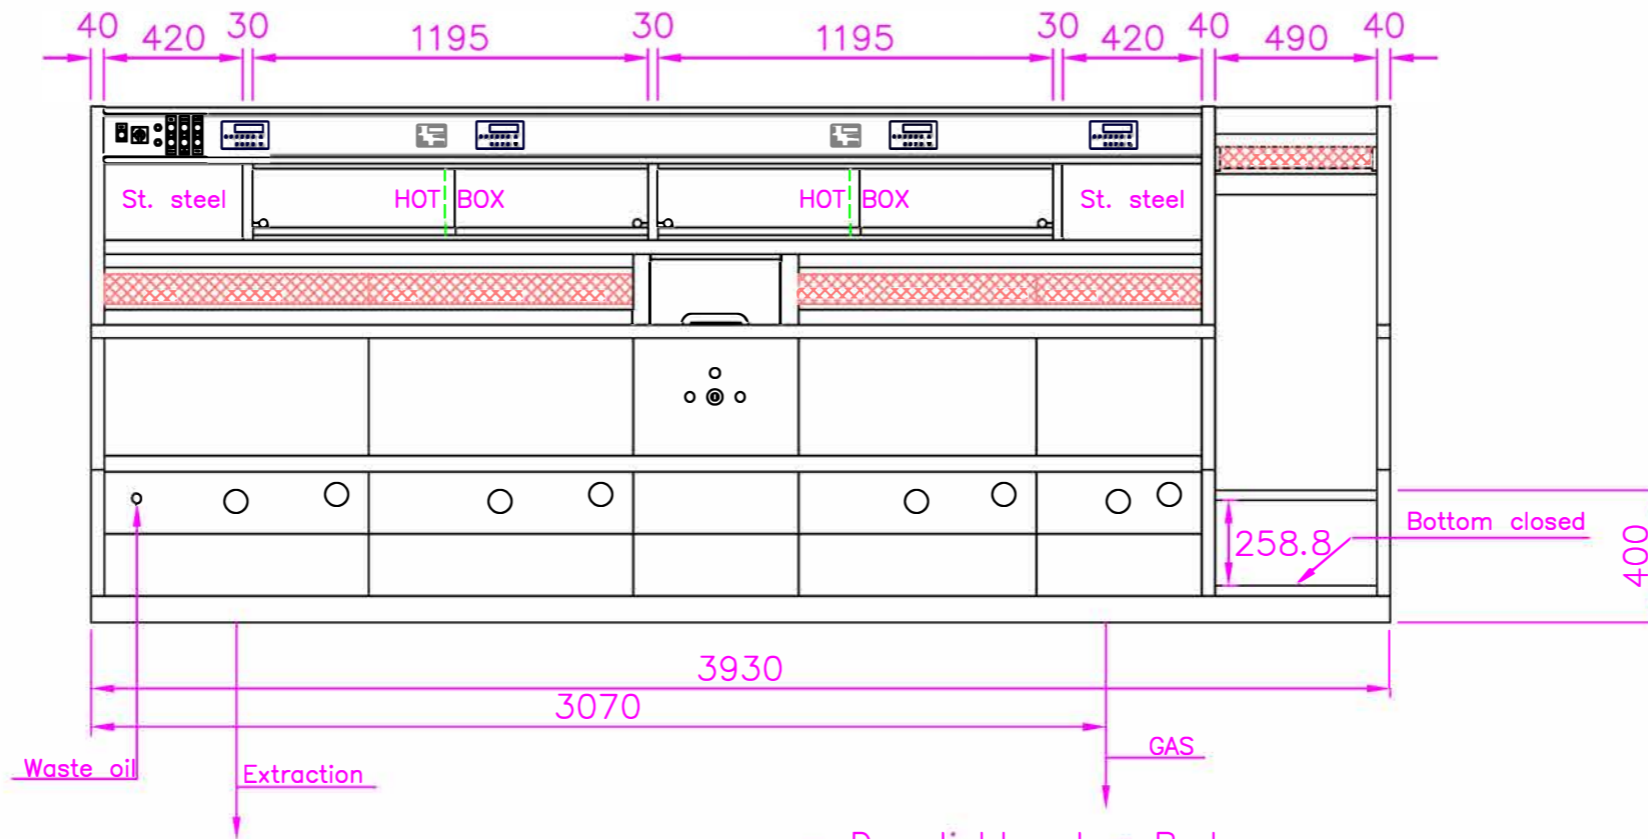 40 420 30 1195 30 1195 30 420 40 490 40
St. steel HOT BOX HOT BOX St. steel
Bottom closed
258.8
400
3930
3070
GAS
Waste oil
Extraction